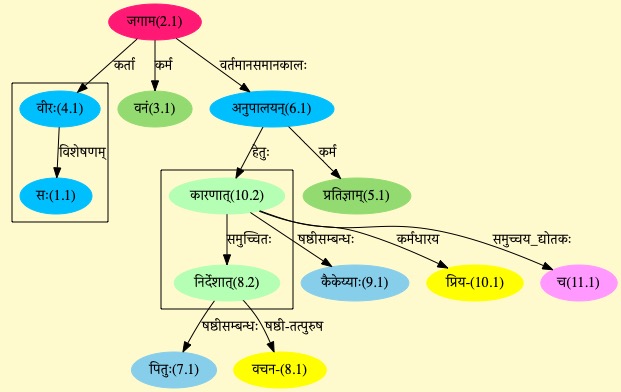 जगाम(2.1)
कर्ता कर्म वर्तमानसमानकालः
वीरः(4.1) वनं(3.1) अनुपालयन्(6.1)
विशेषणम् हेतुः कर्म
सः(1.1) कारणात्(10.2) प्रतिज्ञाम्(5.1)
समुच्चितः षष्ठीसम्बन्धः कर्मधारय समुच्चय_द्योतकः
निर्देशात्(8.2) कैकेय्याः(9.1) प्रिय-(10.1) च(11.1)
षष्ठीसम्बन्धः षष्ठी-तत्पुरुष
पितुः(7.1) वचन-(8.1)